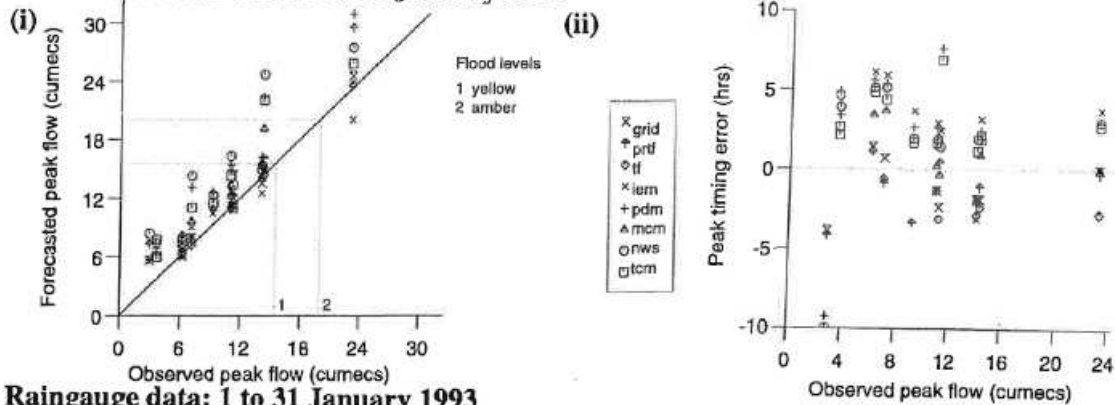 (i)
30
24
18
12
6
0
Forecasted peak flow (cumecs)
1
2
0 6 12 18 24 30
Observed peak flow (cumecs)
Flood levels
1 yellow
2 amber
(ii)
grid
prtf
tf
iem
pdm
mcm
nws
tcm
10
5
0
-5
-10
Peak timing error (hrs)
0 4 8 12 16 20 24
Observed peak flow (cumecs)
Raingauge data: 1 to 31 January 1993